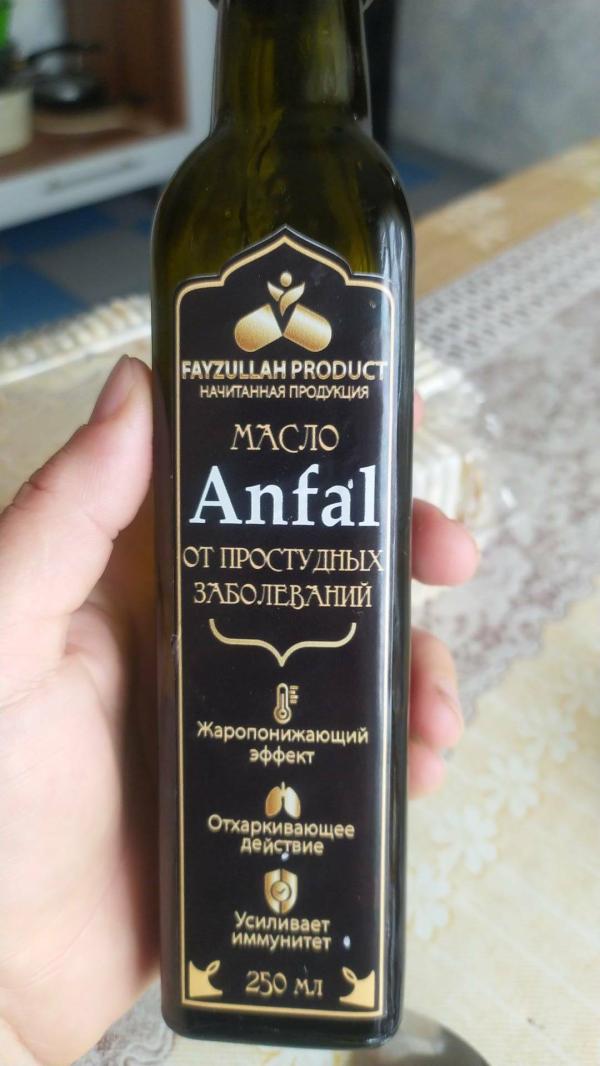 FAYZULLAH PRODUCT
НАЧИТАННАЯ ПРОДУКЦИЯ
МАСЛО
Anfal
ОТ ПРОСТУДНЫХ
ЗАБОЛЕВАНИЙ
Жаропонижающий
эффект
Отхаркивающее
действие
Усиливает
иммунитет
250 мл